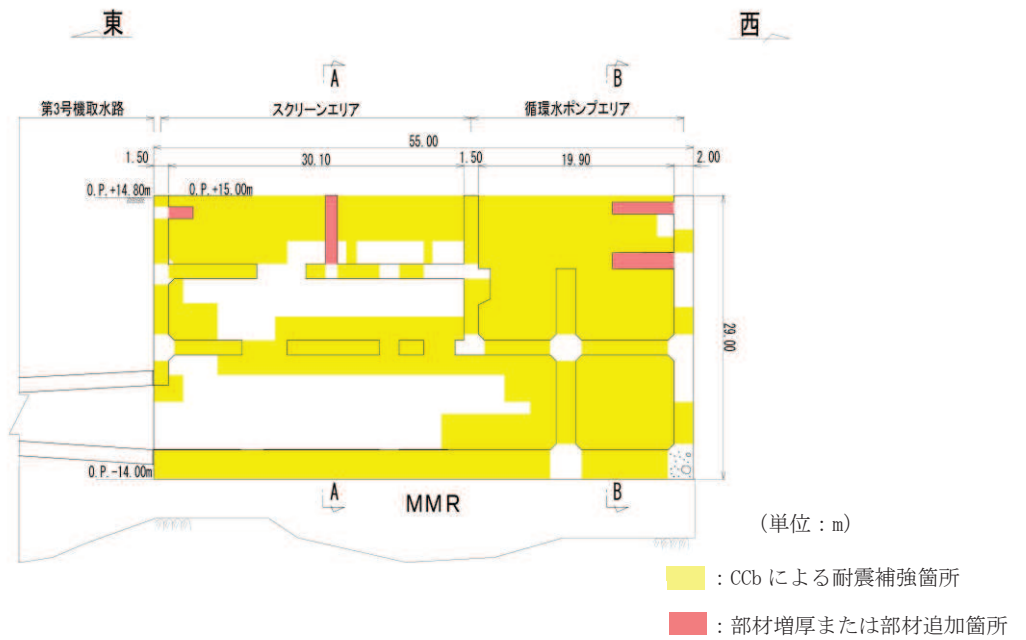 東
西
A
B
第3号機取水路
スクリーンエリア
循環水ポンプエリア
55.00
1.50
30.10
1.50
19.90
2.00
O.P.+14.80m
O.P.+15.00m
29.00
O.P.-14.00m
A
MMR
B
(単位:m)
:CCbによる耐震補強箇所
:部材増厚または部材追加箇所